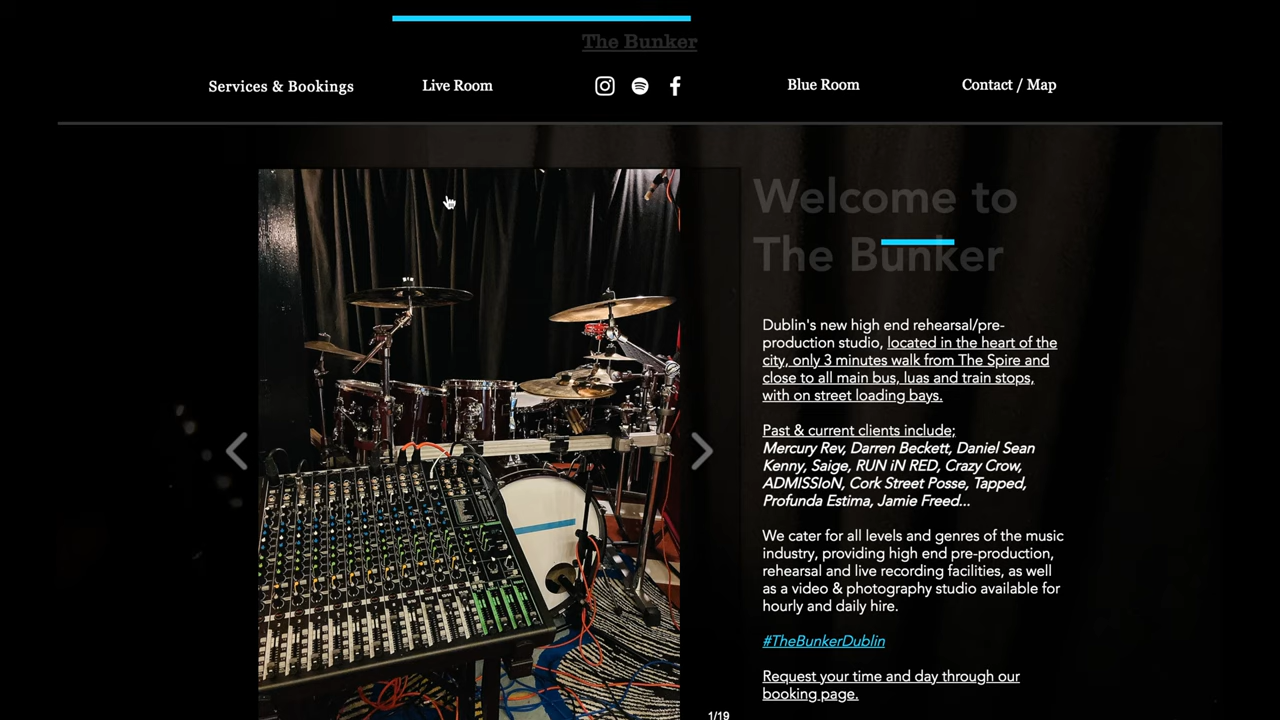 The Bunker
Services & Bookings
Live Room
Blue Room
Contact / Map
Welcome to
The Bunker
Dublin's new high end rehearsal/pre-
production studio, located in the heart of the
city, only 3 minutes walk from The Spire and
close to all main bus, luas and train stops,
with on street loading bays.
Past & current clients include;
Mercury Rev, Darren Beckett, Daniel Sean
Kenny, Saige, RUN iN RED, Crazy Crow,
ADMISSIoN, Cork Street Posse, Tapped,
Profunda Estima, Jamie Freed...
We cater for all levels and genres of the music
industry, providing high end pre-production,
rehearsal and live recording facilities, as well
as a video & photography studio available for
hourly and daily hire.
#TheBunkerDublin
Request your time and day through our
booking page.
1/19